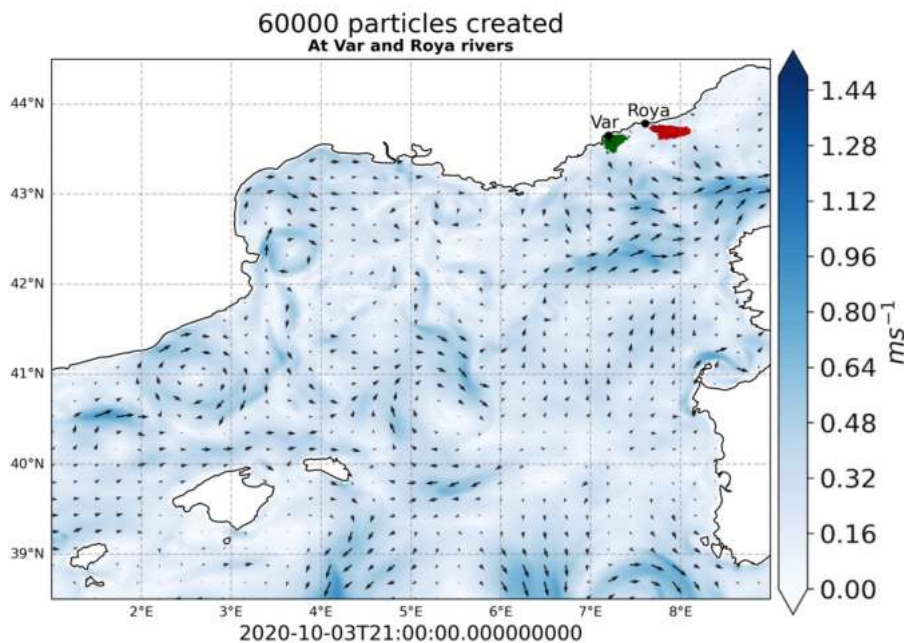 60000 particles created
At Var and Roya rivers
44°N
43°N
42°N
41°N
40°N
39°N
Var
Roya
2°E 3°E 4°E 5°E 6°E 7°E 8°E
2020-10-03T21:00:00.000000000
1.44
1.28
1.12
0.96
0.80
0.64
0.48
0.32
0.16
0.00
ms⁻¹